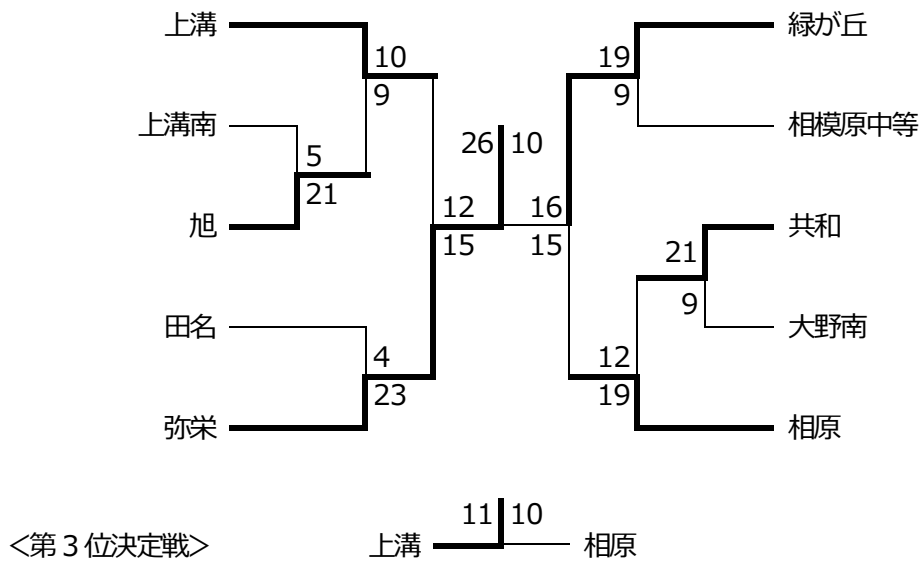 上溝 緑が丘
10 19
9 9
上溝南 相模原中等
26 10
5
21
12 16
旭 共和
15 15
21
9
田名 大野南
4 12
23 19
弥栄 相原
11 10
<第3位決定戦> 上溝 相原